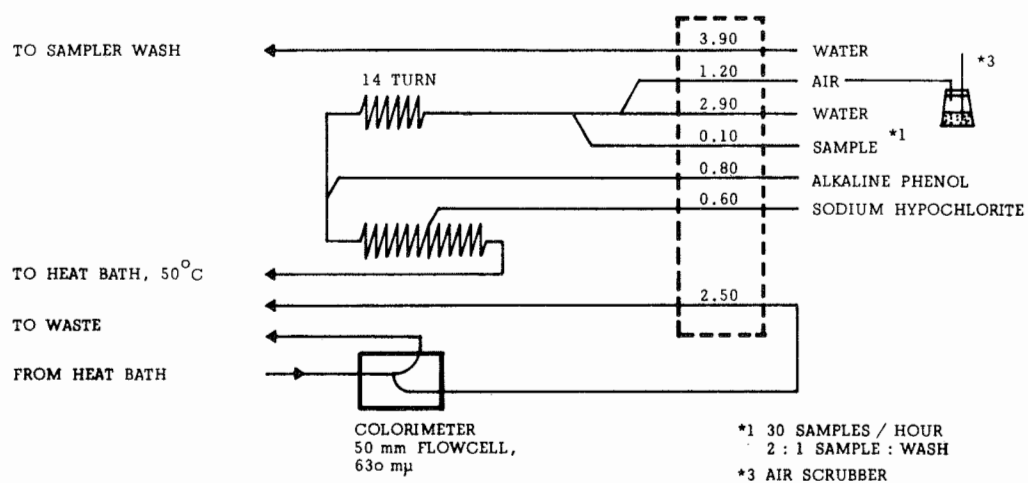 TO SAMPLER WASH
3.90
WATER
*3
14 TURN
1.20
AIR
2.90
WATER
0.10
SAMPLE *1
0.80
ALKALINE PHENOL
0.60
SODIUM HYPOCHLORITE
TO HEAT BATH, 50°C
2.50
TO WASTE
FROM HEAT BATH
COLORIMETER
50 mm FLOWCELL,
630 mμ
*1 30 SAMPLES / HOUR
2 : 1 SAMPLE : WASH
*3 AIR SCRUBBER